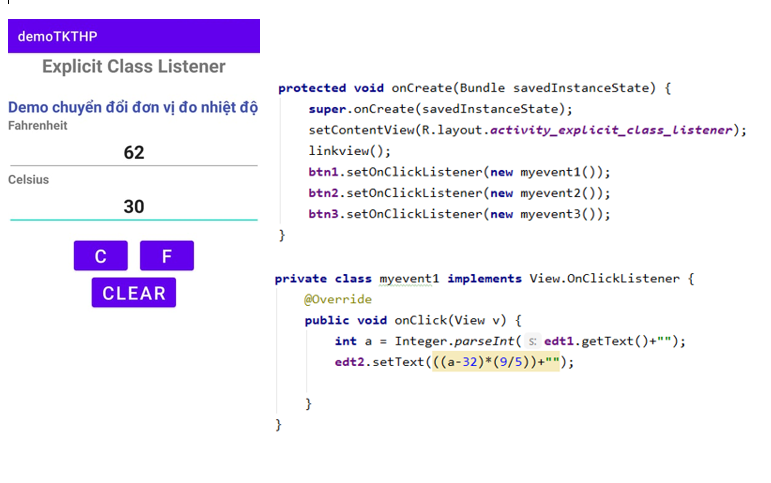 demoTKTHP
Explicit Class Listener
Demo chuyển đổi đơn vị đo nhiệt độ
Fahrenheit
62
Celsius
30
C F
CLEAR
protected void onCreate(Bundle savedInstanceState) {
super.onCreate(savedInstanceState);
setContentView(R.layout.activity_explicit_class_listener);
linkview();
btn1.setOnClickListener(new myevent1());
btn2.setOnClickListener(new myevent2());
btn3.setOnClickListener(new myevent3());
}
private class myevent1 implements View.OnClickListener {
@Override
public void onClick(View v) {
int a = Integer.parseInt( s: edt1.getText()+"");
edt2.setText(((a-32)*(9/5))+"");
}
}